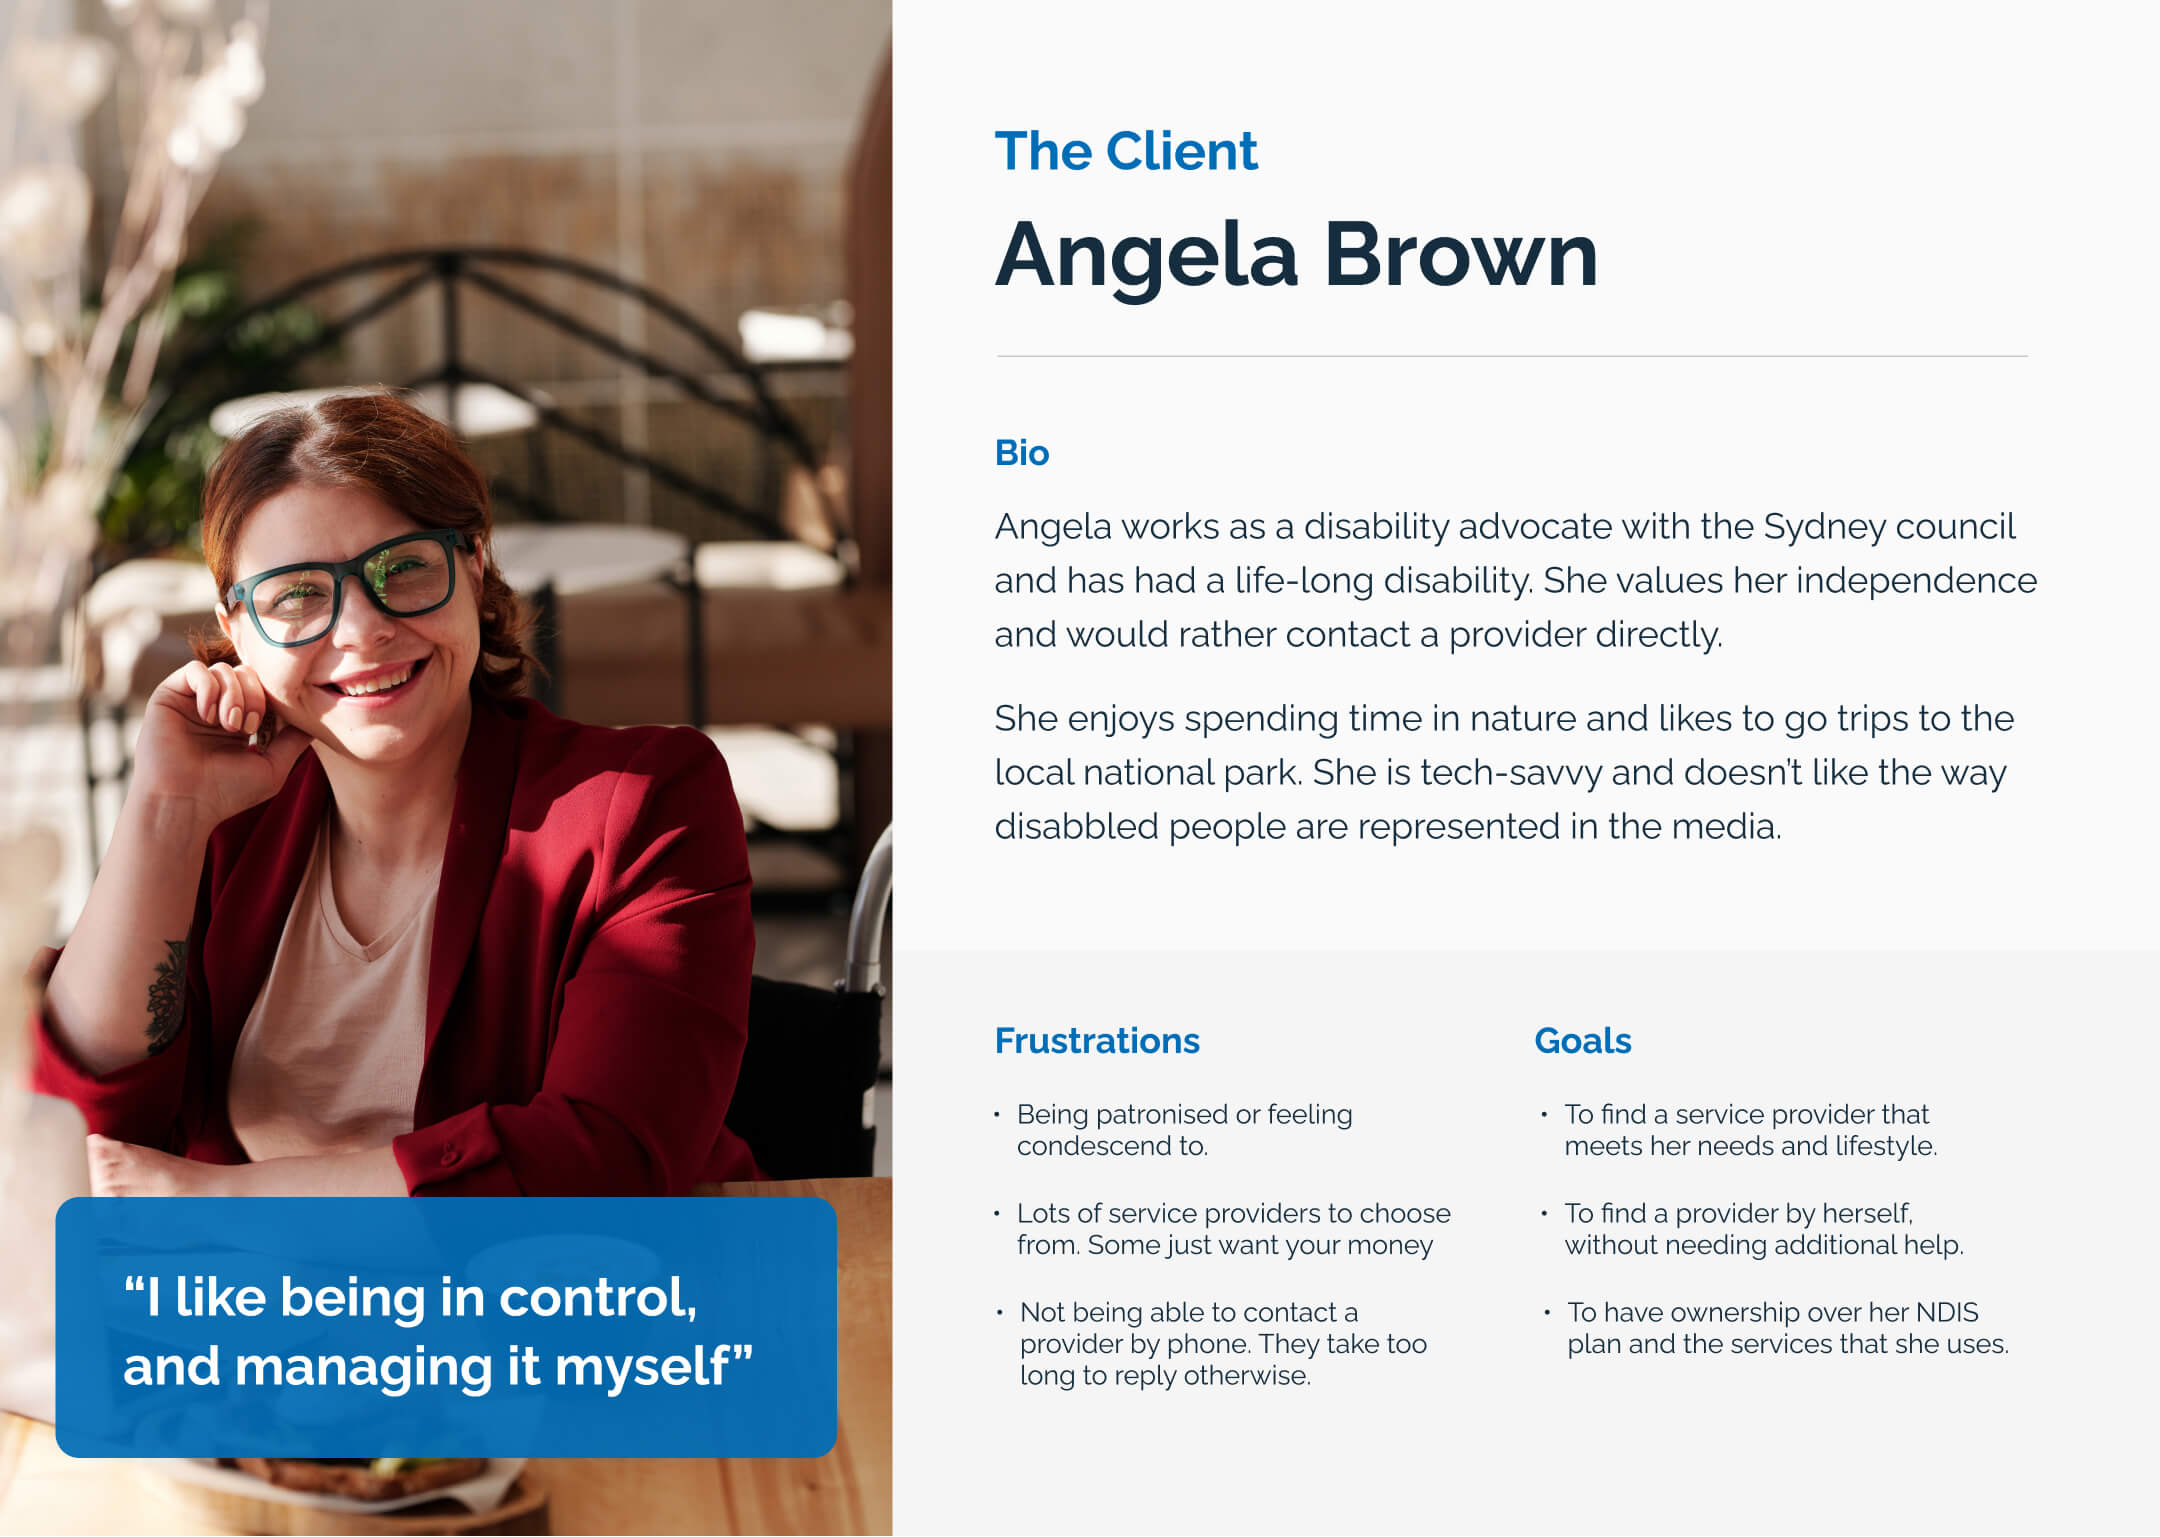 The Client
Angela Brown
Bio
Angela works as a disability advocate with the Sydney council
and has had a life-long disability. She values her independence
and would rather contact a provider directly.
She enjoys spending time in nature and likes to go trips to the
local national park. She is tech-savvy and doesn’t like the way
disabbled people are represented in the media.
Frustrations
• Being patronised or feeling
condescend to.
• Lots of service providers to choose
from. Some just want your money
• Not being able to contact a
provider by phone. They take too
long to reply otherwise.
Goals
• To find a service provider that
meets her needs and lifestyle.
• To find a provider by herself,
without needing additional help.
• To have ownership over her NDIS
plan and the services that she uses.
“I like being in control,
and managing it myself”